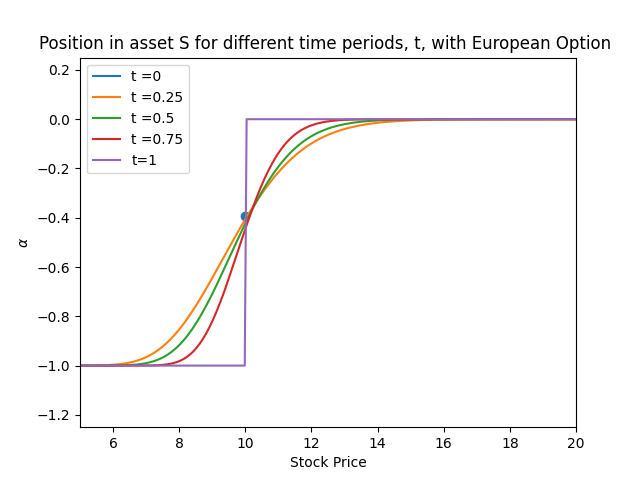 Position in asset S for different time periods, t, with European Option
t =0
t =0.25
t =0.5
t =0.75
t=1
0.2
0.0
−0.2
−0.4
−0.6
−0.8
−1.0
−1.2
α
6 8 10 12 14 16 18 20
Stock Price